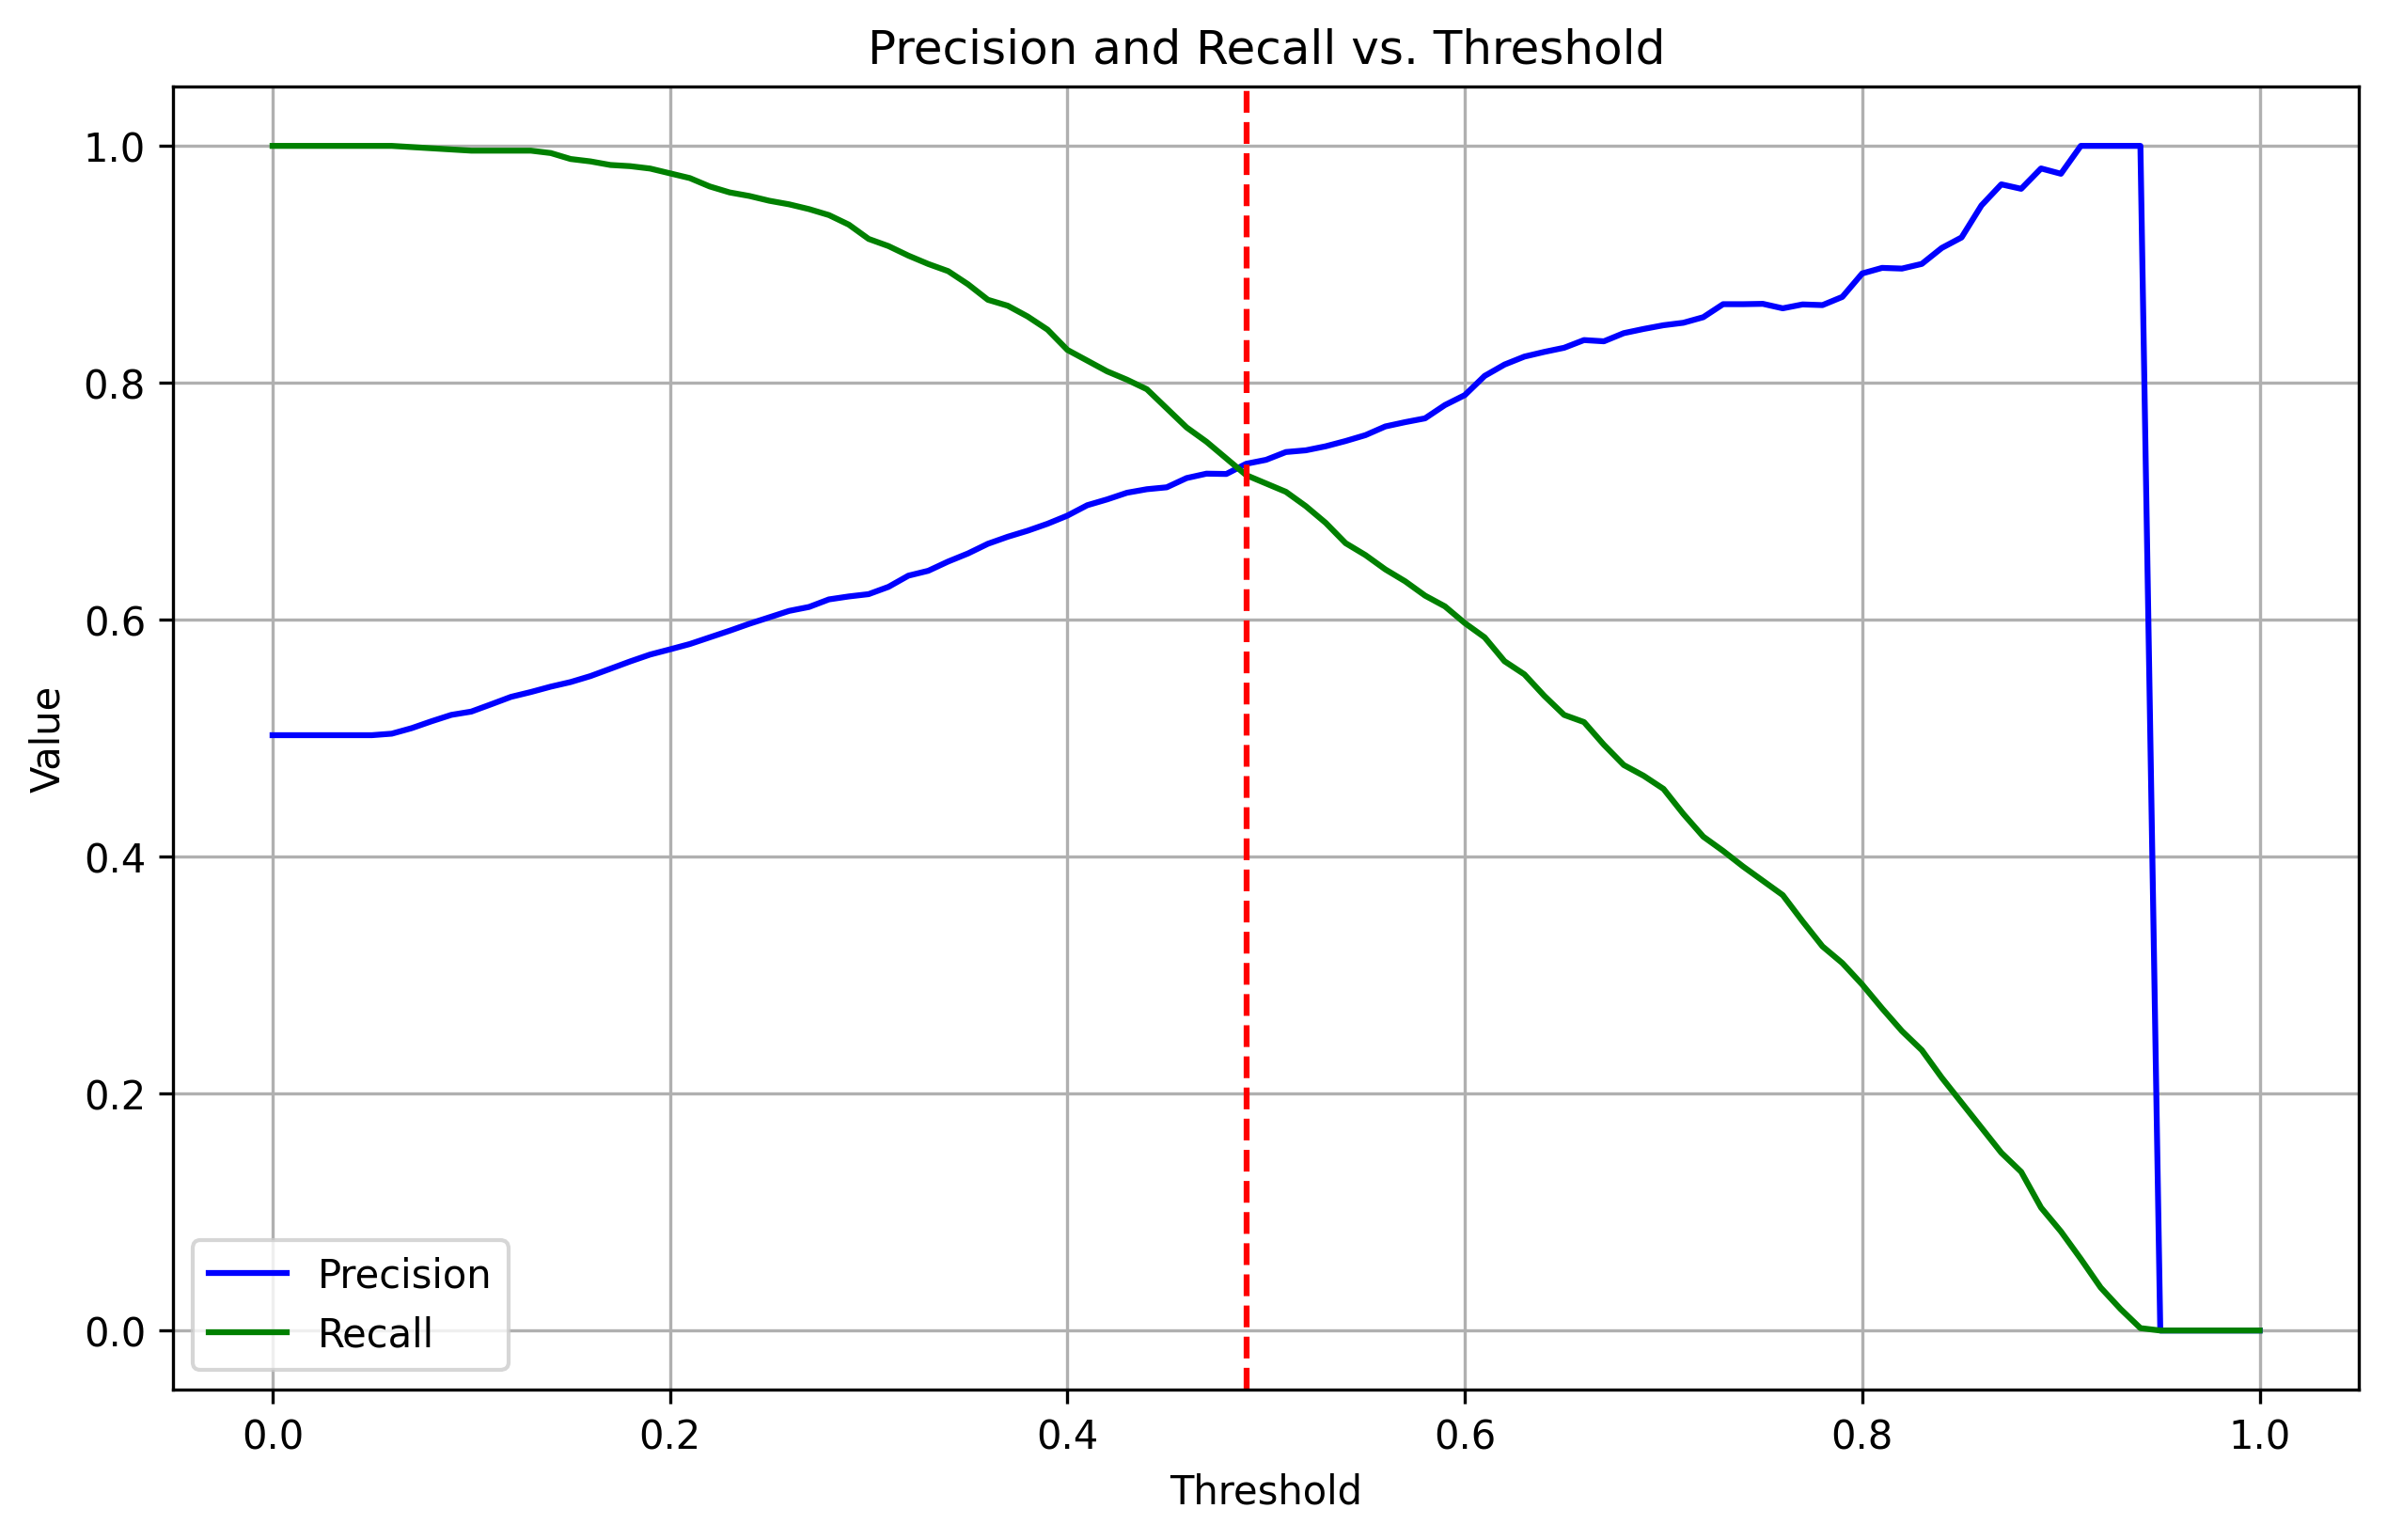 Precision and Recall vs. Threshold
1.0
0.8
0.6
0.4
0.2
0.0
Value
Precision
Recall
0.0 0.2 0.4 0.6 0.8 1.0
Threshold